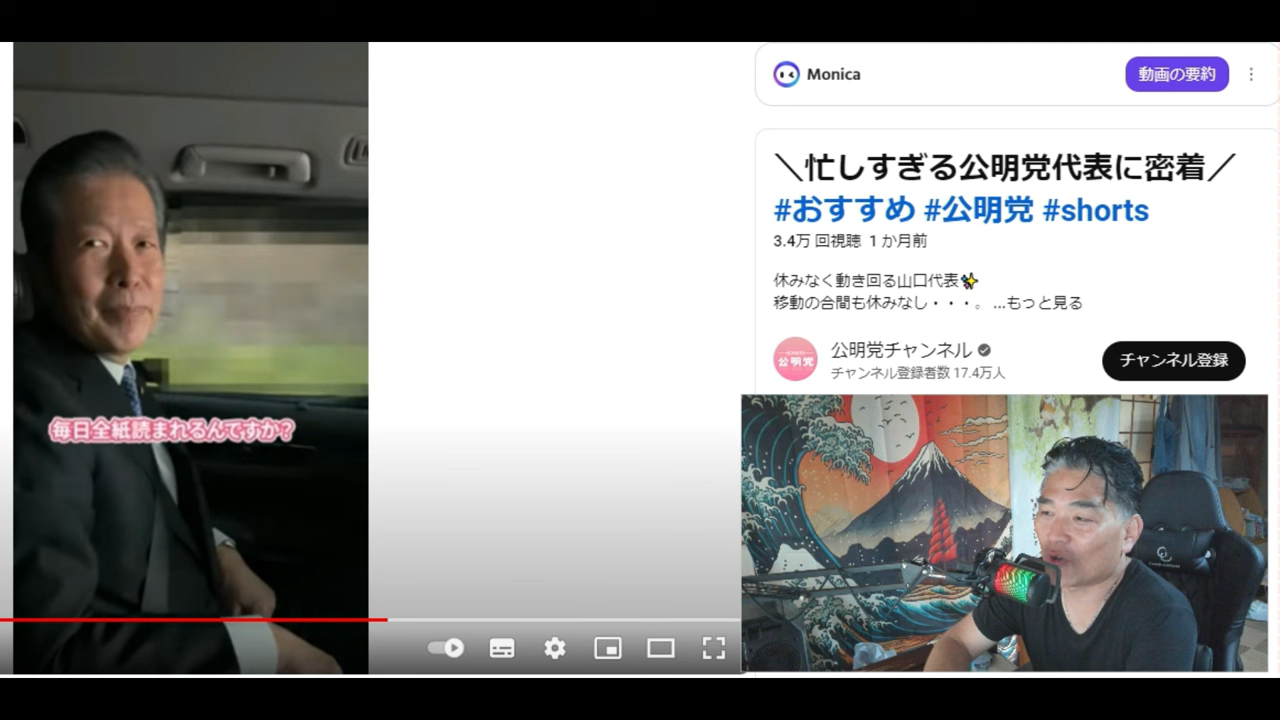 毎日全紙読まれるんですか?
Monica
動画の要約
＼忙しすぎる公明党代表に密着／
#おすすめ #公明党 #shorts
3.4万 回視聴 1 か月前
休みなく動き回る山口代表✨
移動の合間も休みなし・・・。 ...もっと見る
公明党
公明党チャンネル
チャンネル登録者数 17.4万人
チャンネル登録